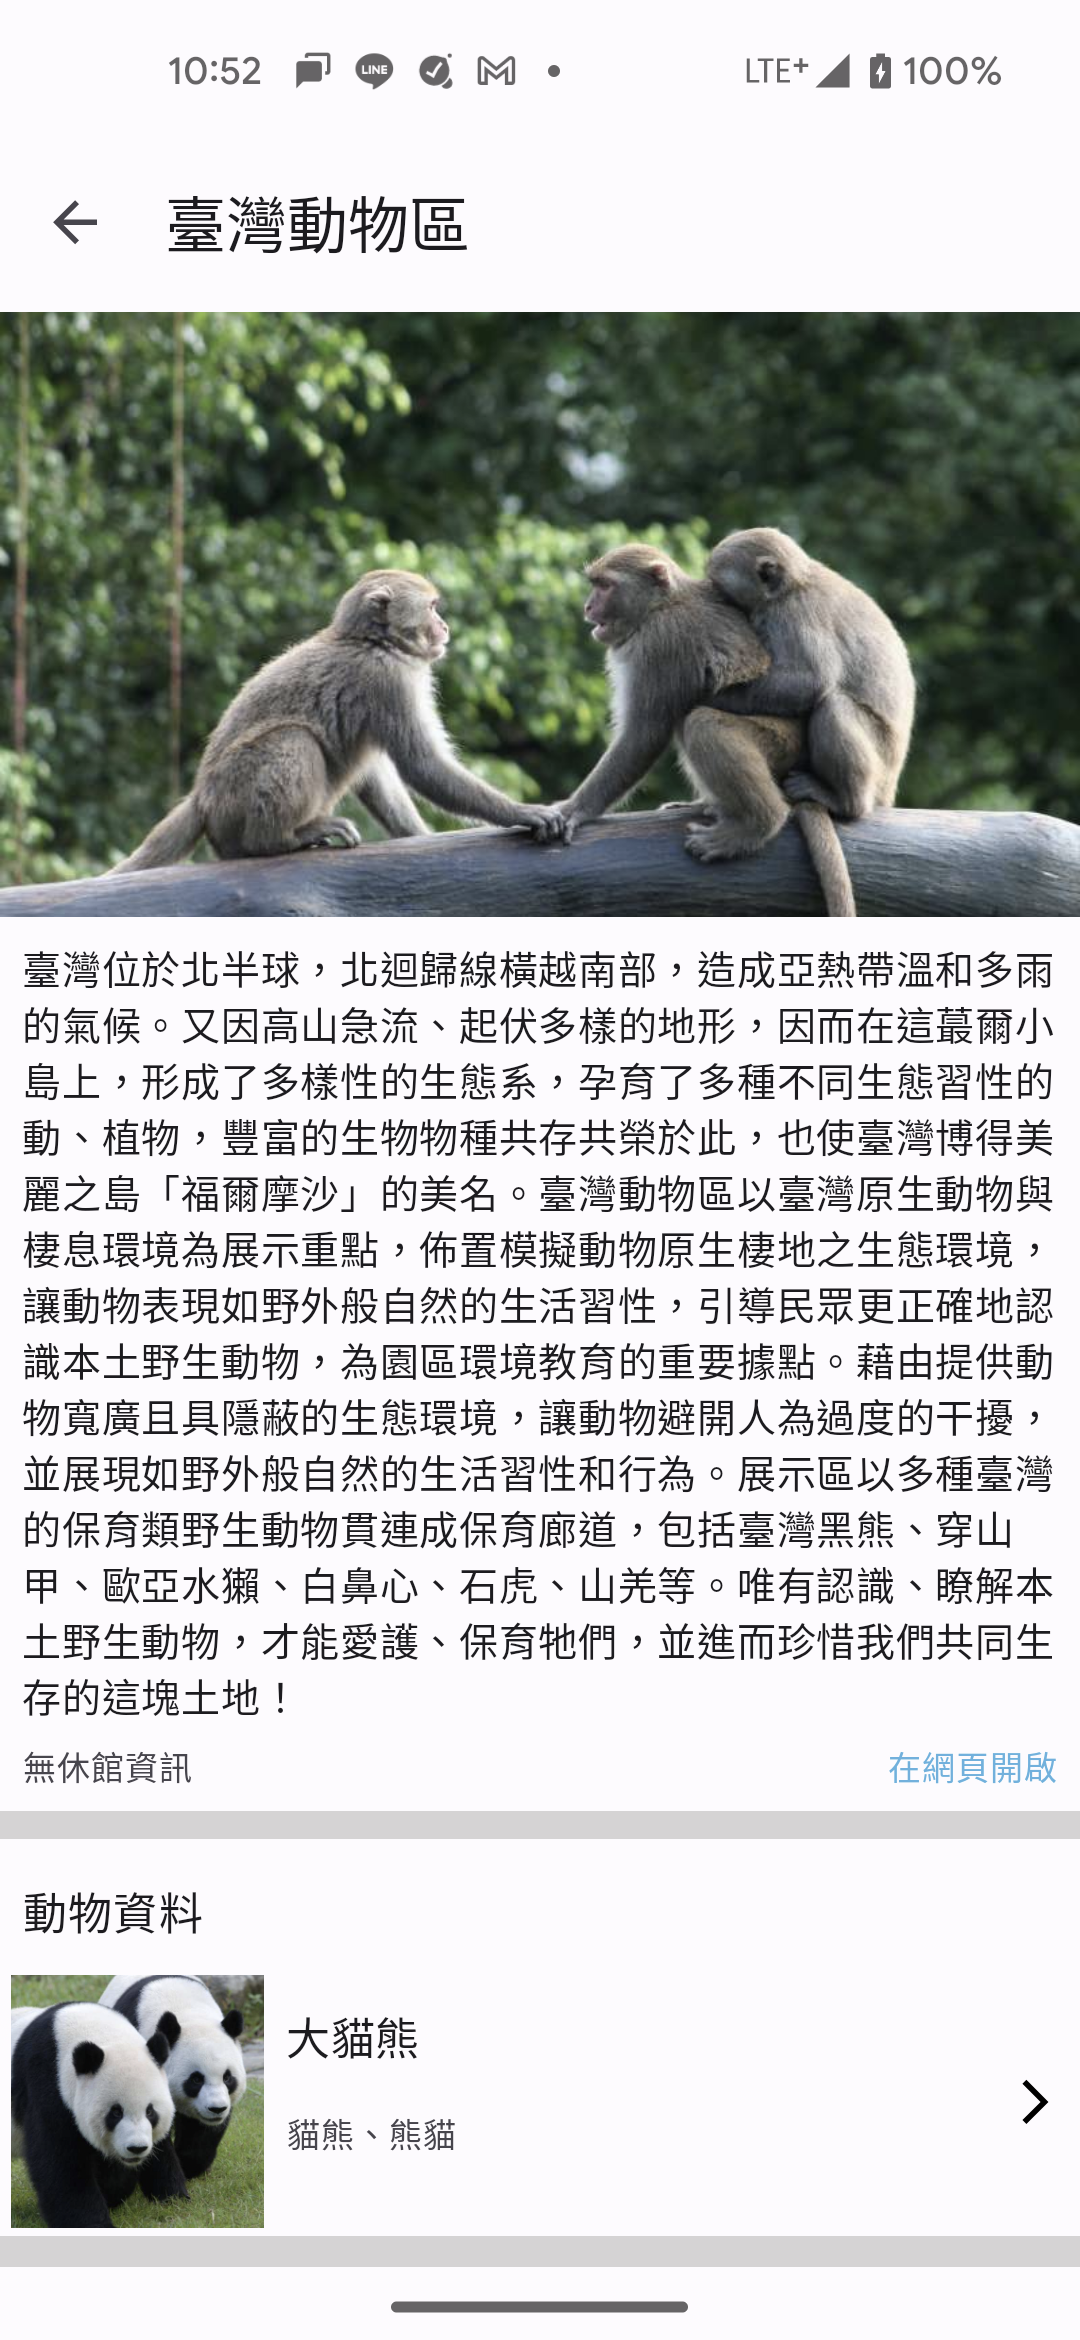 10:52
LINE
LTE+
100%
臺灣動物區
臺灣位於北半球，北迴歸線橫越南部，造成亞熱帶溫和多雨
的氣候。又因高山急流、起伏多樣的地形，因而在這蕞爾小
島上，形成了多樣性的生態系，孕育了多種不同生態習性的
動、植物，豐富的生物物種共存共榮於此，也使臺灣博得美
麗之島「福爾摩沙」的美名。臺灣動物區以臺灣原生動物與
棲息環境為展示重點，佈置模擬動物原生棲地之生態環境，
讓動物表現如野外般自然的生活習性，引導民眾更正確地認
識本土野生動物，為園區環境教育的重要據點。藉由提供動
物寬廣且具隱蔽的生態環境，讓動物避開人為過度的干擾，
並展現如野外般自然的生活習性和行為。展示區以多種臺灣
的保育類野生動物貫連成保育廊道，包括臺灣黑熊、穿山
甲、歐亞水獺、白鼻心、石虎、山羌等。唯有認識、瞭解本
土野生動物，才能愛護、保育牠們，並進而珍惜我們共同生
存的這塊土地！
無休館資訊
在網頁開啟
動物資料
大貓熊
貓熊、熊貓